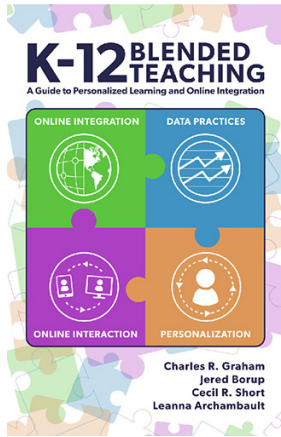 K-12 BLENDED
TEACHING
A Guide to Personalized Learning and Online Integration
ONLINE INTEGRATION
DATA PRACTICES
ONLINE INTERACTION
PERSONALIZATION
Charles R. Graham
Jered Borup
Cecil R. Short
Leanna Archambault